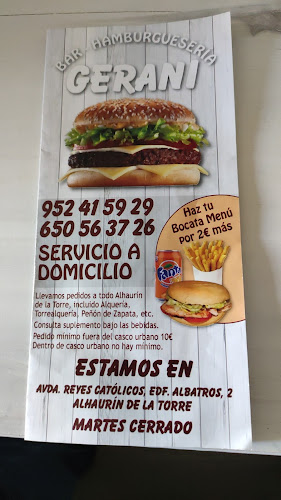 BAR - HAMBURGUESERÍA
GERANI
952 41 59 29
650 56 37 26
SERVICIO A
DOMICILIO
Haz tu
Bocata Menú
por 2€ más
Llevamos pedidos a todo Alhaurín
de la Torre, incluido Alquería,
Torrealquería, Peñón de Zapata, etc.
Consulta suplemento bajo las bebidas.
Pedido mínimo fuera del casco urbano 10€
Dentro de casco urbano no hay mínimo.
ESTAMOS EN
AVDA. REYES CATÓLICOS, EDF. ALBATROS, 2
ALHAURÍN DE LA TORRE
MARTES CERRADO